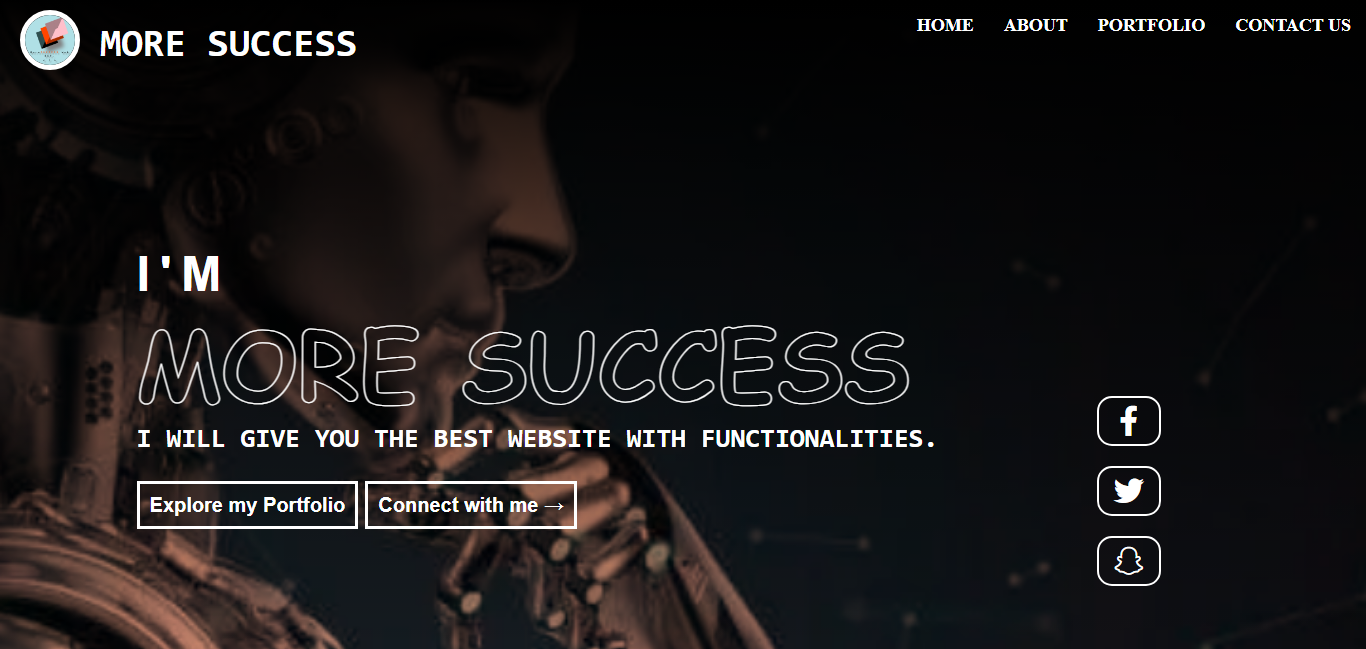 MORE SUCCESS
HOME ABOUT PORTFOLIO CONTACT US
I'M
MORE SUCCESS
I WILL GIVE YOU THE BEST WEBSITE WITH FUNCTIONALITIES.
Explore my Portfolio
Connect with me →